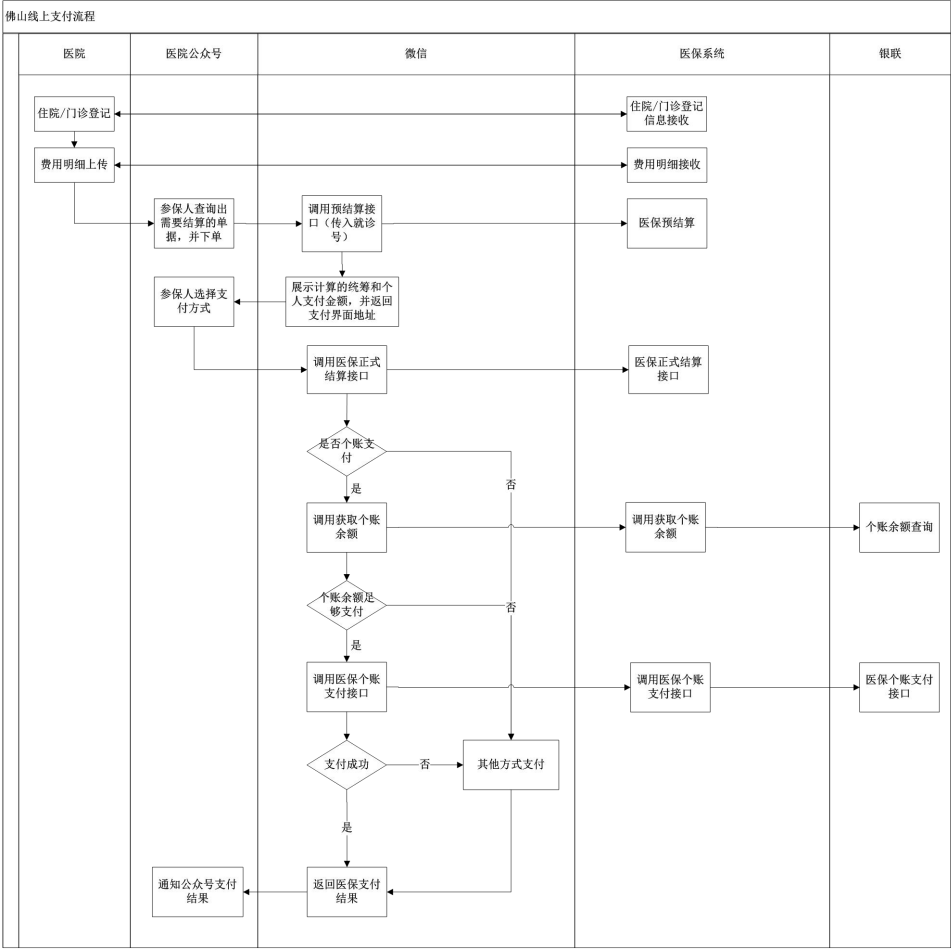 佛山线上支付流程
医院
医院公众号
微信
医保系统
银联
住院/门诊登记
住院/门诊登记
信息接收
费用明细上传
费用明细接收
参保人查询出
需要结算的单
据，并下单
调用预结算接
口（传入就诊
号）
医保预结算
参保人选择支
付方式
展示计算的统筹和个
人支付金额，并返回
支付界面地址
调用医保正式
结算接口
医保正式结算
接口
是否个账支
付
否
是
调用获取个账
余额
调用获取个账
余额
个账余额查询
个账余额足
够支付
否
是
调用医保个账
支付接口
调用医保个账
支付接口
医保个账支付
接口
支付成功
否
其他方式支付
是
通知公众号支付
结果
返回医保支付
结果